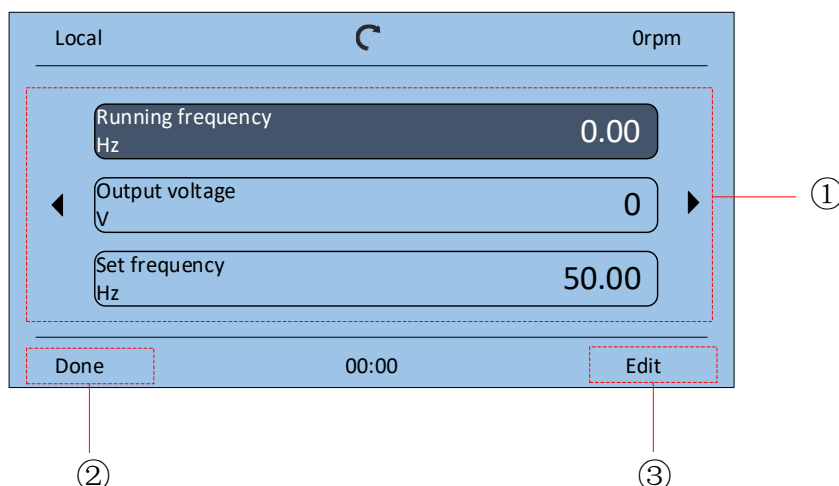 Local 0rpm
Running frequency
Hz
0.00
Output voltage
V
0
Set frequency
Hz
50.00
①
Done 00:00 Edit
② ③